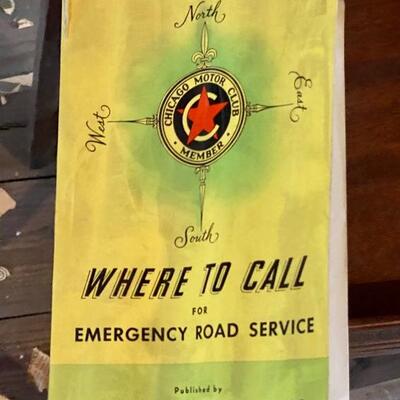 North
CHICAGO MOTOR CLUB
MEMBER
West
East
South
WHERE TO CALL
FOR
EMERGENCY ROAD SERVICE
Published by